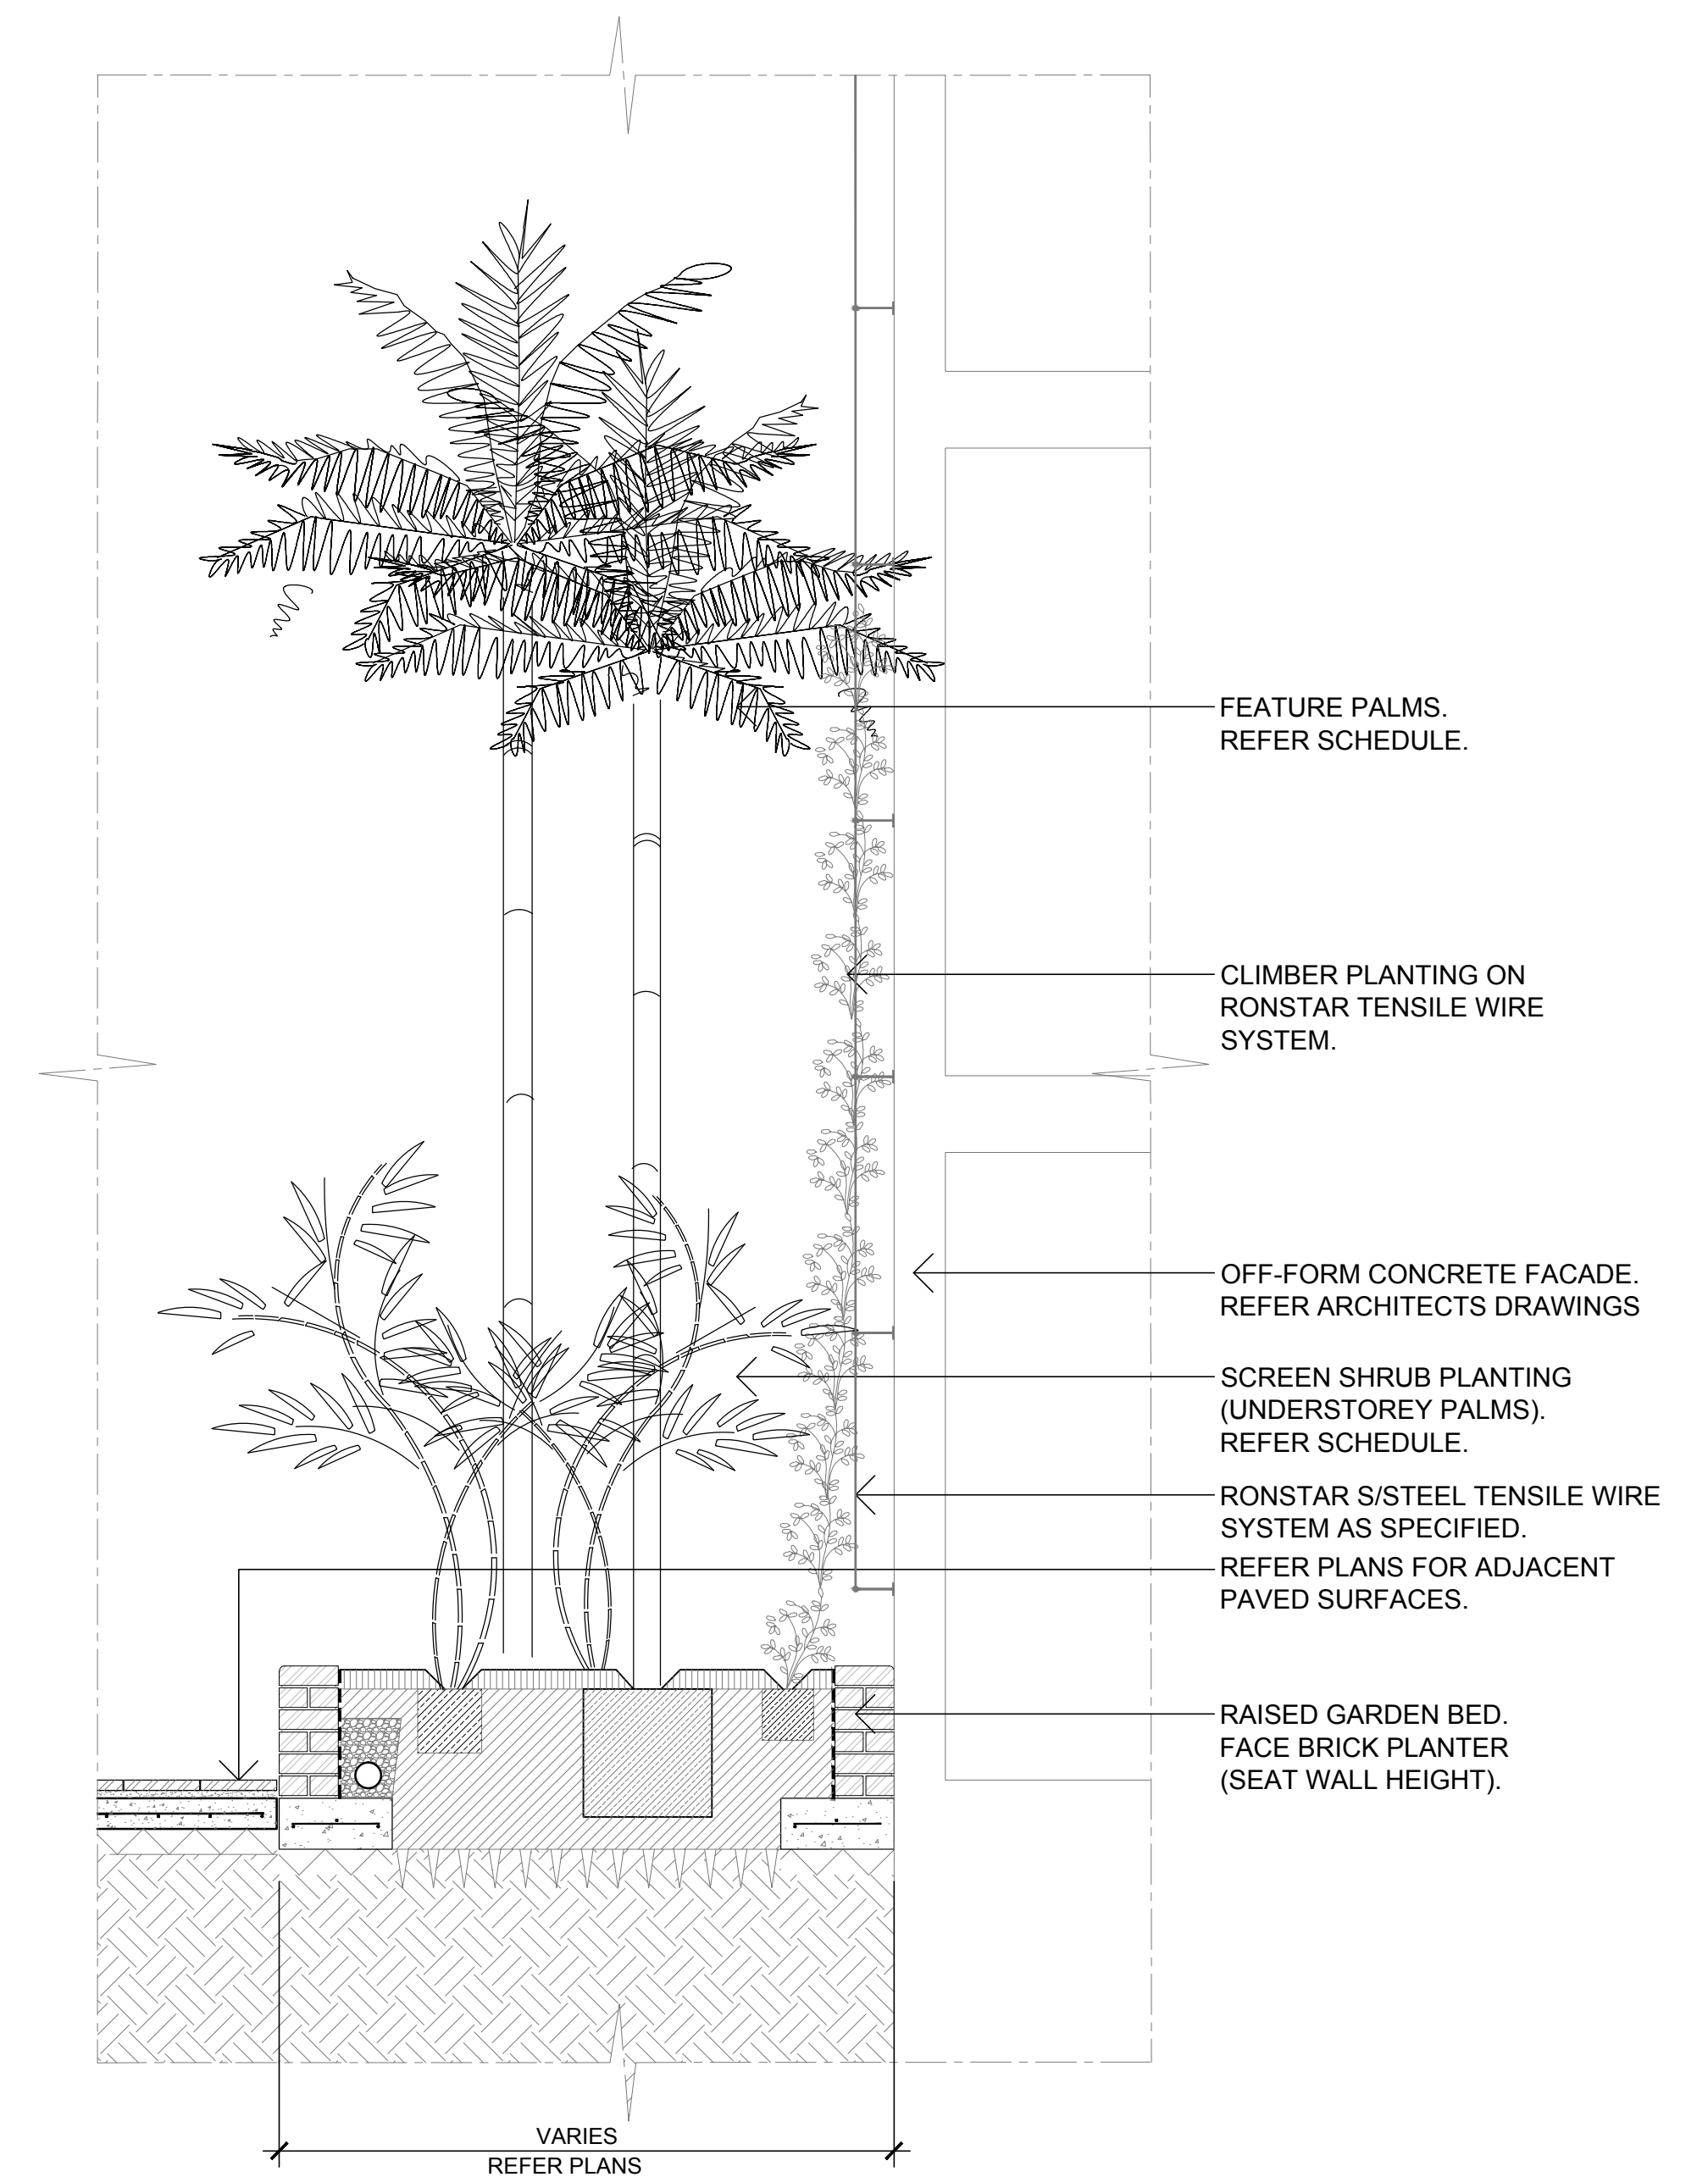 FEATURE PALMS.
REFER SCHEDULE.
CLIMBER PLANTING ON
RONSTAR TENSILE WIRE
SYSTEM.
OFF-FORM CONCRETE FACADE.
REFER ARCHITECTS DRAWINGS
SCREEN SHRUB PLANTING
(UNDERSTOREY PALMS).
REFER SCHEDULE.
RONSTAR S/STEEL TENSILE WIRE
SYSTEM AS SPECIFIED.
REFER PLANS FOR ADJACENT
PAVED SURFACES.
RAISED GARDEN BED.
FACE BRICK PLANTER
(SEAT WALL HEIGHT).
VARIES
REFER PLANS